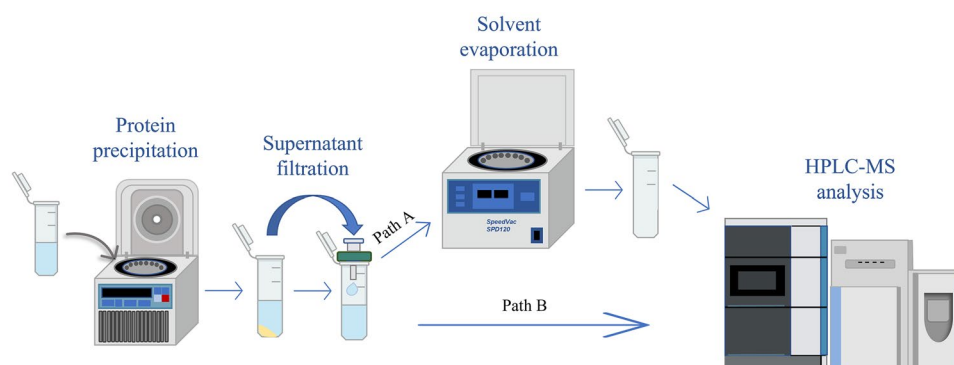 Solvent
evaporation
Protein
precipitation
Supernatant
filtration
HPLC-MS
analysis
Path A
SpeedVac
SPD120
Path B